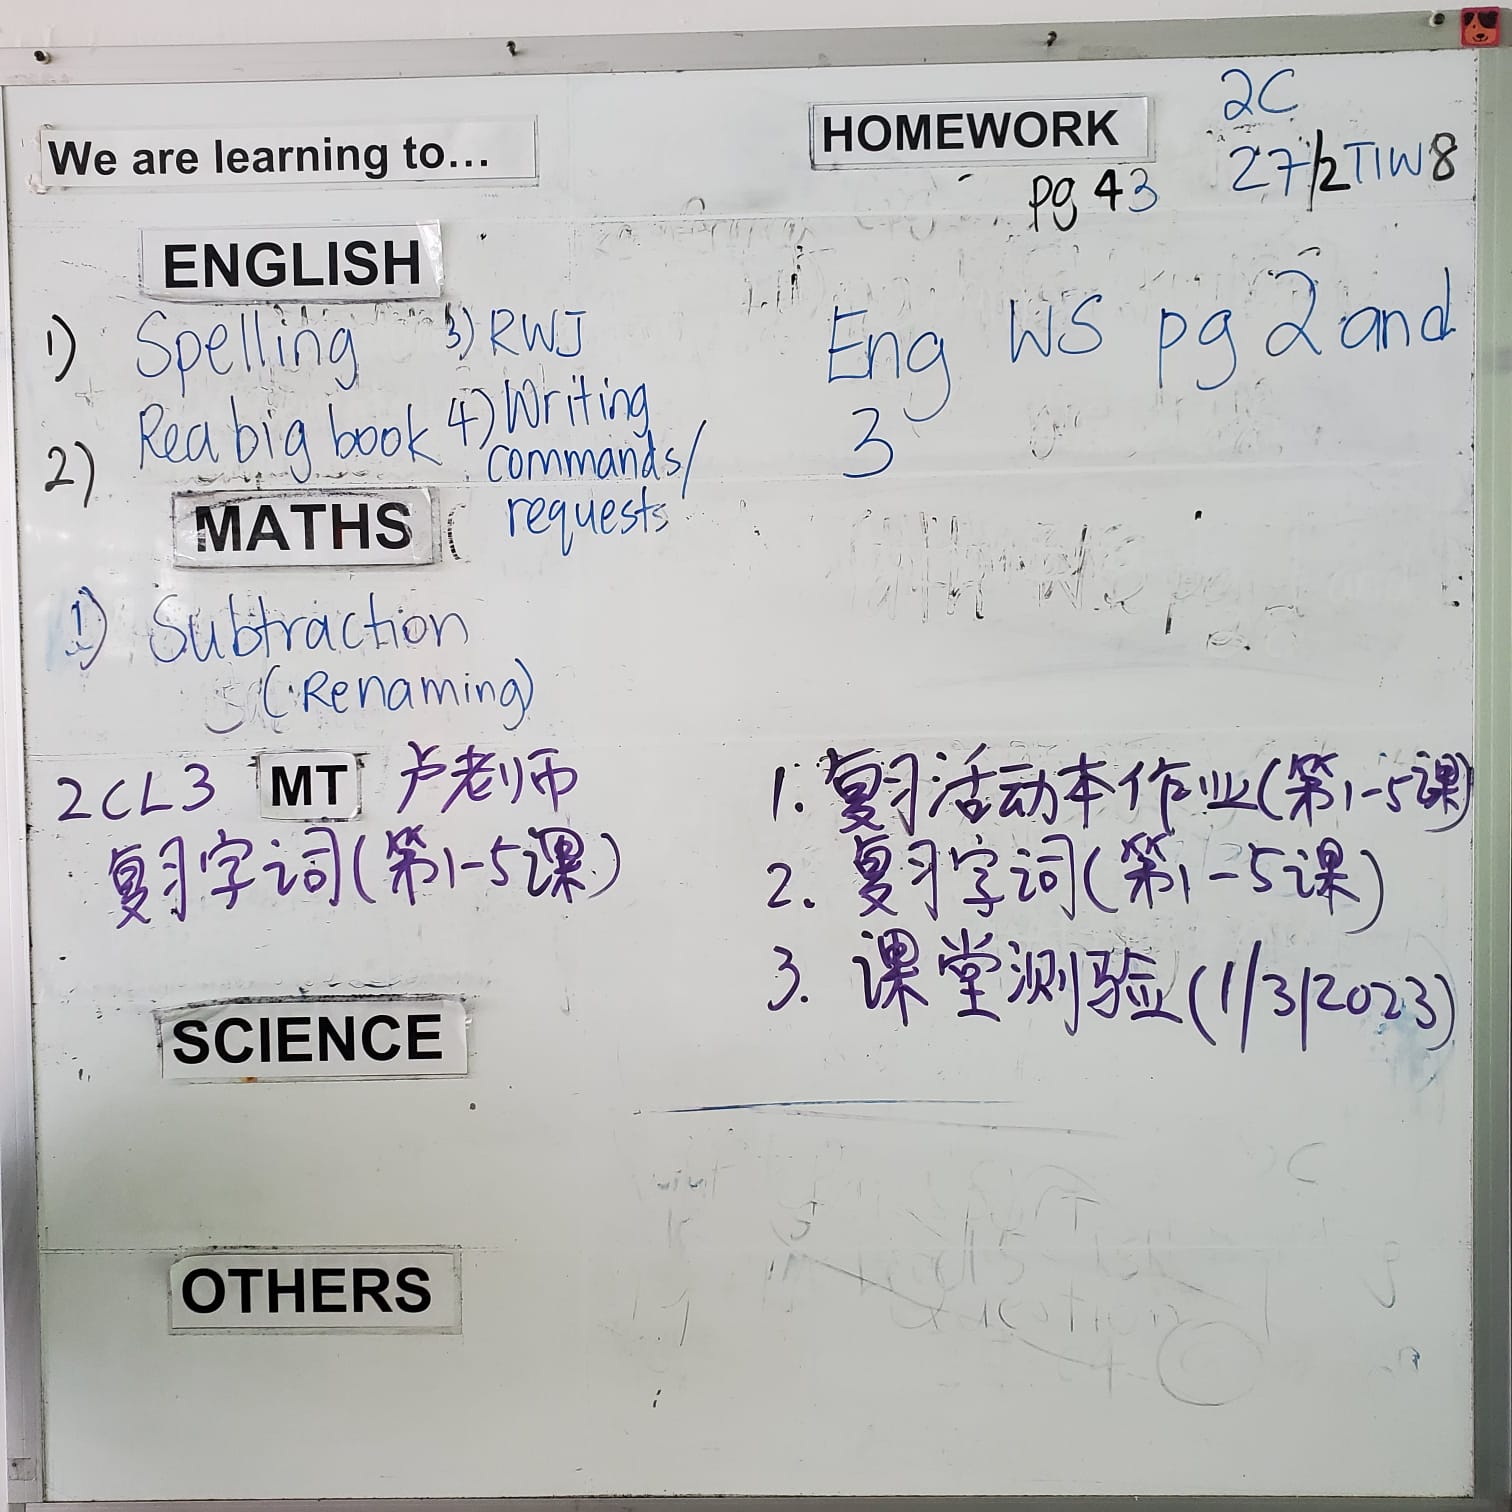 We are learning to...
HOMEWORK
2C
27/2 T1W8
pg 43
ENGLISH
1) Spelling
2) Rea big book
3) RWJ
4) Writing
commands/
requests
Eng WS pg 2 and
3
MATHS
1) Subtraction
(Renaming)
2CL3 MT 卢老师
复习字词(第1-5课)
1. 复习活动本作业(第1-5课)
2. 复习字词(第1-5课)
3. 课堂测验(1/3/2023)
SCIENCE
OTHERS